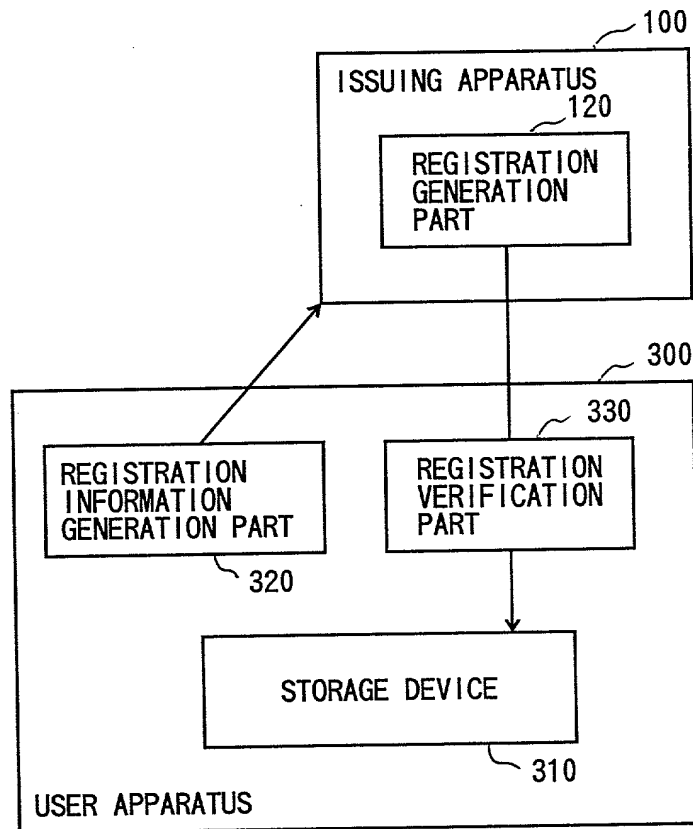 100
ISSUING APPARATUS
120
REGISTRATION
GENERATION
PART
300
330
REGISTRATION
INFORMATION
GENERATION PART
REGISTRATION
VERIFICATION
PART
320
STORAGE DEVICE
310
USER APPARATUS